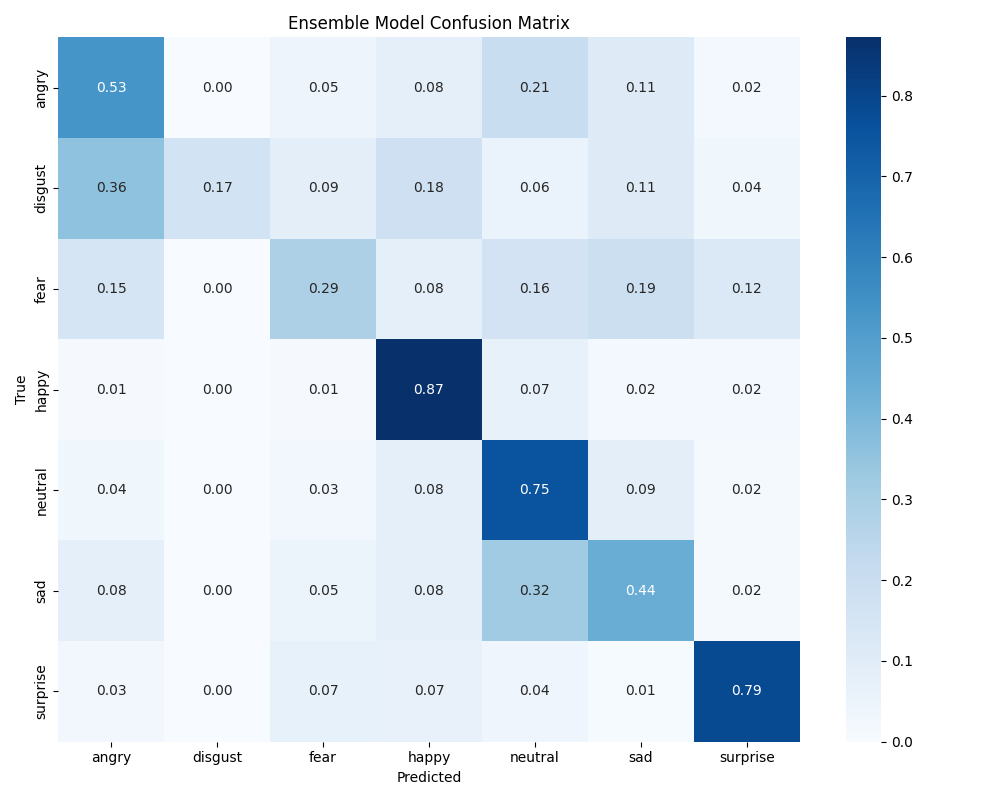 Ensemble Model Confusion Matrix
angry 0.53 0.00 0.05 0.08 0.21 0.11 0.02
disgust 0.36 0.17 0.09 0.18 0.06 0.11 0.04
fear 0.15 0.00 0.29 0.08 0.16 0.19 0.12
True
happy 0.01 0.00 0.01 0.87 0.07 0.02 0.02
neutral 0.04 0.00 0.03 0.08 0.75 0.09 0.02
sad 0.08 0.00 0.05 0.08 0.32 0.44 0.02
surprise 0.03 0.00 0.07 0.07 0.04 0.01 0.79
angry disgust fear happy neutral sad surprise
Predicted
0.8
0.7
0.6
0.5
0.4
0.3
0.2
0.1
0.0